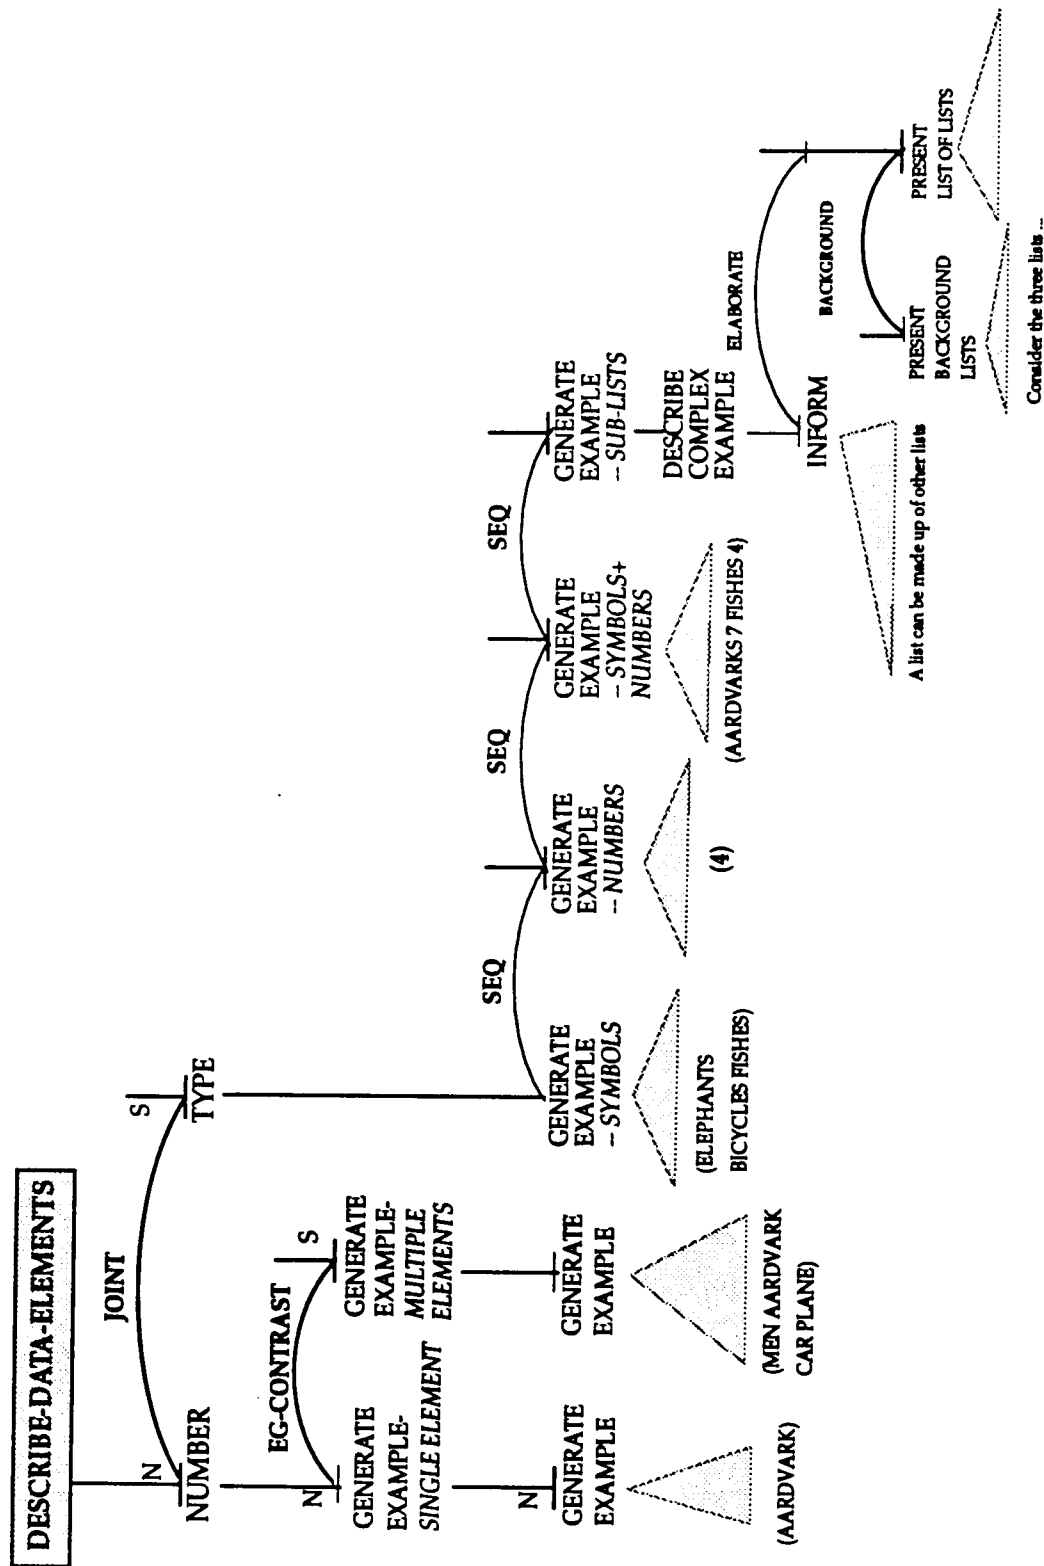 DESCRIBE-DATA-ELEMENTS
JOINT
N
NUMBER
S
TYPE
EG-CONTRAST
N
GENERATE
EXAMPLE-
SINGLE ELEMENT
S
GENERATE
EXAMPLE-
MULTIPLE
ELEMENTS
N
GENERATE
EXAMPLE
(AARDVARK)
GENERATE
EXAMPLE
(MEN AARDVARK
CAR PLANE)
SEQ
SEQ
SEQ
GENERATE
EXAMPLE
-- SYMBOLS
(ELEPHANTS
BICYCLES FISHES)
GENERATE
EXAMPLE
-- NUMBERS
(4)
GENERATE
EXAMPLE
-- SYMBOLS+
NUMBERS
(AARDVARKS 7 FISHES 4)
GENERATE
EXAMPLE
-- SUB-LISTS
DESCRIBE
COMPLEX
EXAMPLE
ELABORATE
INFORM
A list can be made up of other lists
BACKGROUND
PRESENT
BACKGROUND
LISTS
Consider the three lists ...
PRESENT
LIST OF LISTS